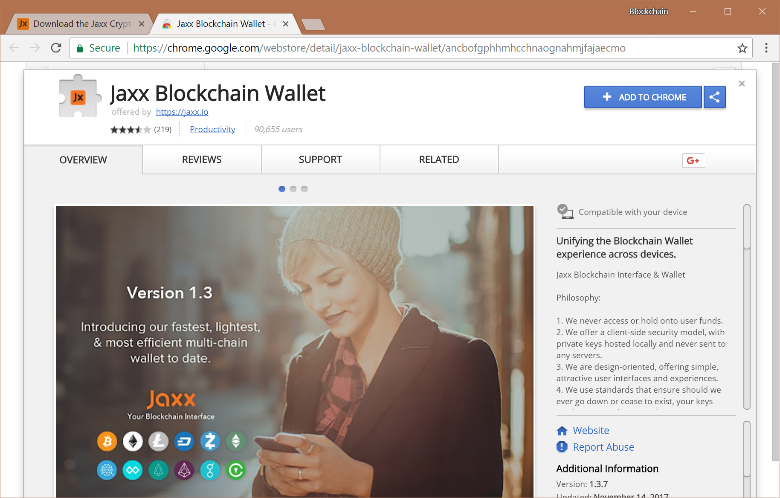 Blockchain
Jx Download the Jaxx Crypt
Jaxx Blockchain Wallet -
Secure https://chrome.google.com/webstore/detail/jaxx-blockchain-wallet/ancbofgphhmhcchnaognahmjfajaecmo
Jx
Jaxx Blockchain Wallet
offered by https://jaxx.io
(219) Productivity 90,655 users
ADD TO CHROME
OVERVIEW REVIEWS SUPPORT RELATED
G+
Compatible with your device
Unifying the Blockchain Wallet
experience across devices.
Jaxx Blockchain Interface & Wallet
Philosophy:
1. We never access or hold onto user funds.
2. We offer a client-side security model, with
private keys hosted locally and never sent to
any servers.
3. We are design-oriented, offering simple,
attractive user interfaces and experiences.
4. We use standards that ensure should we
ever go down or cease to exist, your keys
Website
Report Abuse
Additional Information
Version: 1.3.7
Updated: November 14, 2017
Version 1.3
Introducing our fastest, lightest,
& most efficient multi-chain
wallet to date.
Jaxx
Your Blockchain Interface